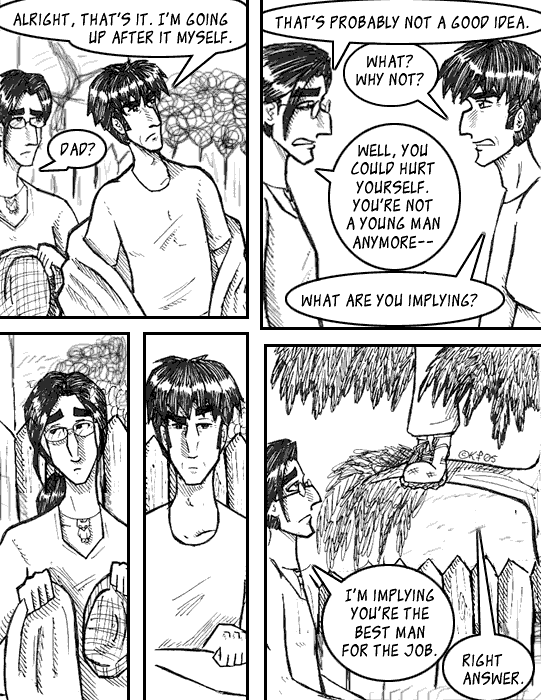 ALRIGHT, THAT'S IT. I'M GOING
UP AFTER IT MYSELF.
DAD?
THAT'S PROBABLY NOT A GOOD IDEA.
WHAT?
WHY NOT?
WELL, YOU
COULD HURT
YOURSELF.
YOU'RE NOT
A YOUNG MAN
ANYMORE--
WHAT ARE YOU IMPLYING?
I'M IMPLYING
YOU'RE THE
BEST MAN
FOR THE JOB.
RIGHT
ANSWER.